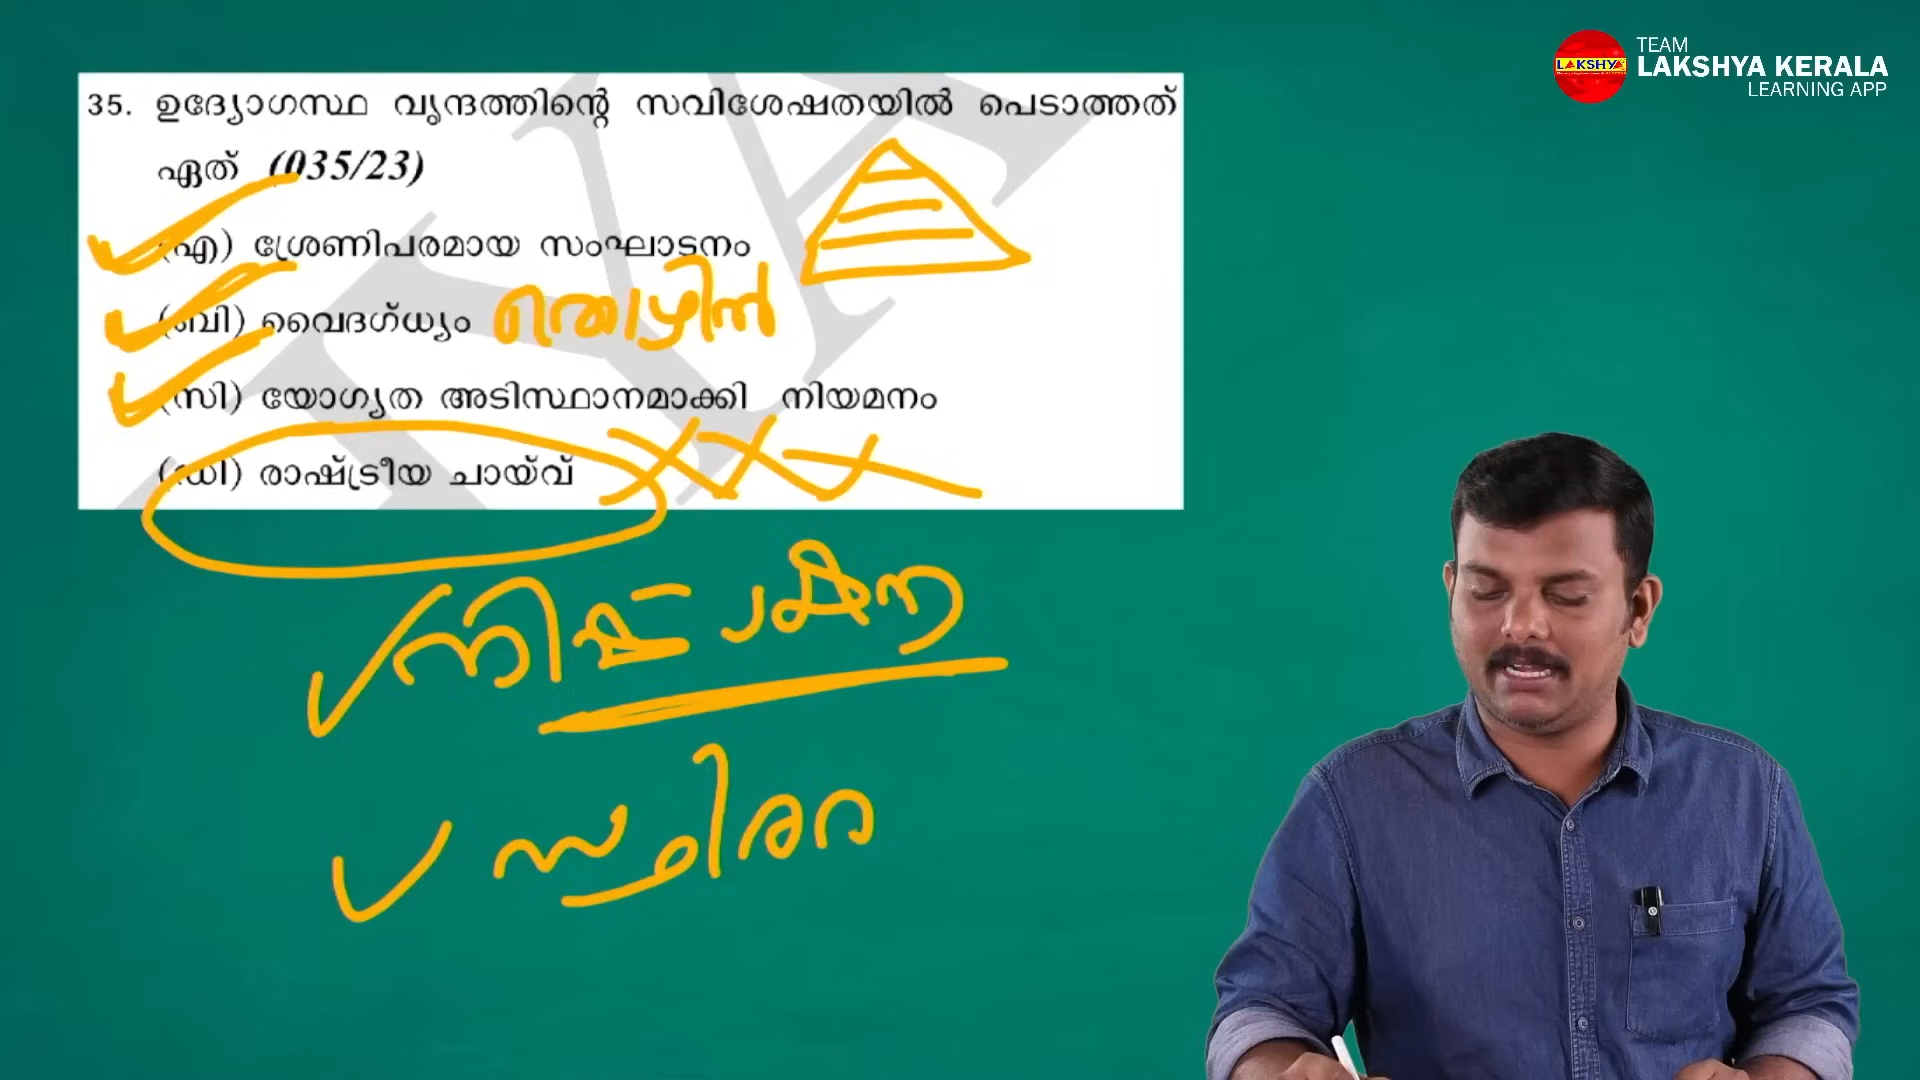 TEAM
LAKSHYA KERALA
LEARNING APP
LAKSHYA
35. ഉദ്യോഗസ്ഥ വൃന്ദത്തിന്റെ സവിശേഷതയിൽ പെടാത്തത്
ഏത് (035/23)
(എ) ശ്രേണിപരമായ സംഘാടനം
(ബി) വൈദഗ്ധ്യം തൊഴിൽ
(സി) യോഗ്യത അടിസ്ഥാനമാക്കി നിയമനം
(ഡി) രാഷ്ട്രീയ ചായ്‌വ്